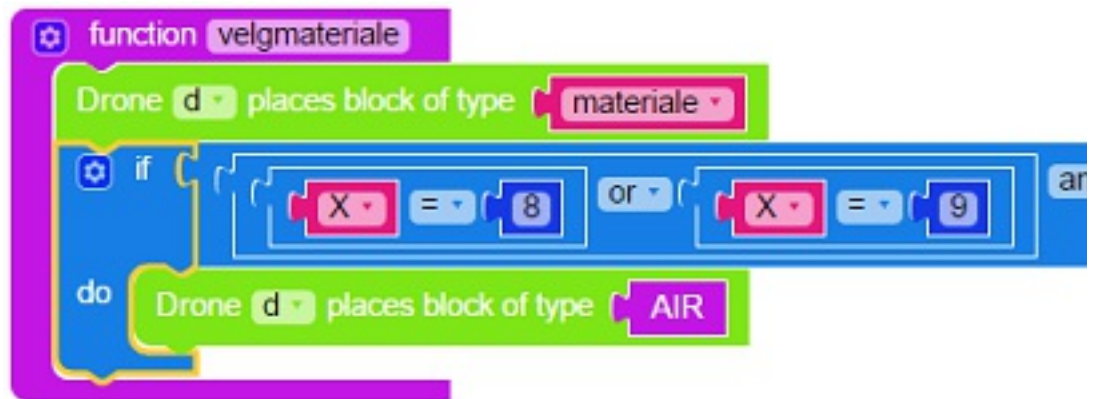 function velgmateriale
Drone d places block of type materiale
if X = 8 or X = 9
do Drone d places block of type AIR